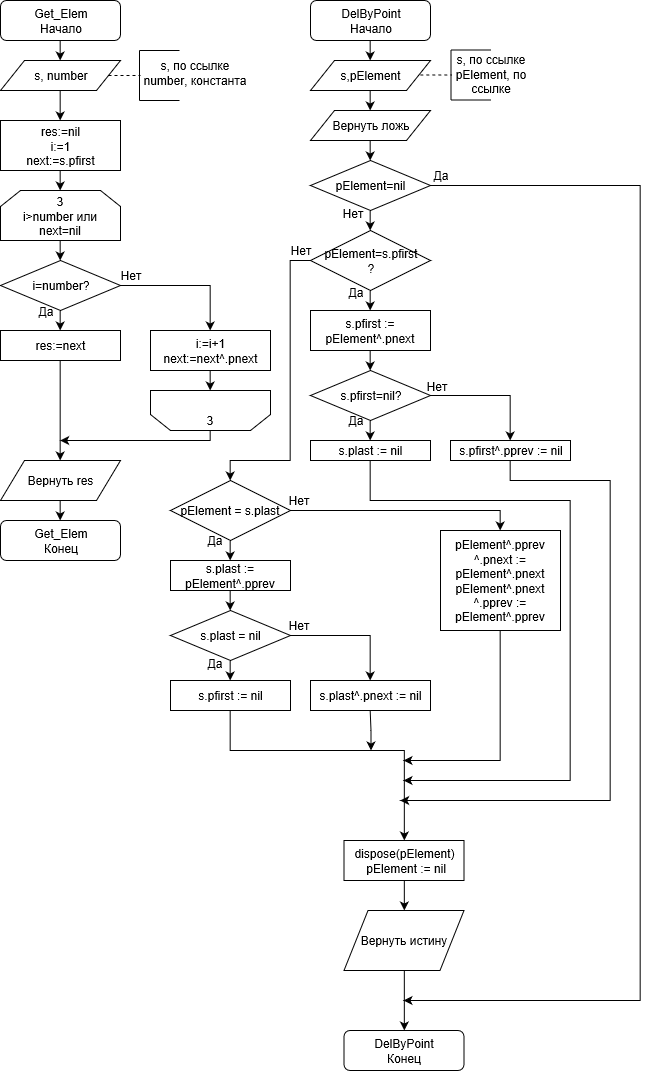 Get_Elem
Начало
s, number
s, по ссылке
number, константа
res:=nil
i:=1
next:=s.pfirst
3
i>number или
next=nil
i=number?
Нет
Да
res:=next
i:=i+1
next:=next^.pnext
3
Вернуть res
Get_Elem
Конец
DelByPoint
Начало
s,pElement
s, по ссылке
pElement, по
ссылке
Вернуть ложь
pElement=nil
Да
Нет
pElement=s.pfirst
?
Нет
Да
s.pfirst :=
pElement^.pnext
s.pfirst=nil?
Нет
Да
s.plast := nil
s.pfirst^.pprev := nil
pElement = s.plast
Нет
Да
s.plast :=
pElement^.pprev
pElement^.pprev
^.pnext :=
pElement^.pnext
pElement^.pnext
^.pprev :=
pElement^.pprev
s.plast = nil
Нет
Да
s.pfirst := nil
s.plast^.pnext := nil
dispose(pElement)
pElement := nil
Вернуть истину
DelByPoint
Конец